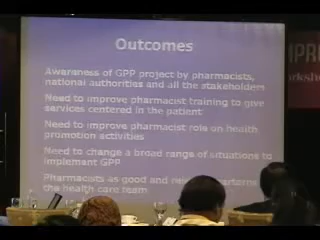 Outcomes
Awareness of GPP project by pharmacists,
national authorities and all the stakeholders
Need to improve pharmacist training to give
services centered in the patient
Need to improve pharmacist role on health
promotion activities
Need to change a broad range of situations to
implement GPP
Pharmacists as good and
the health care team